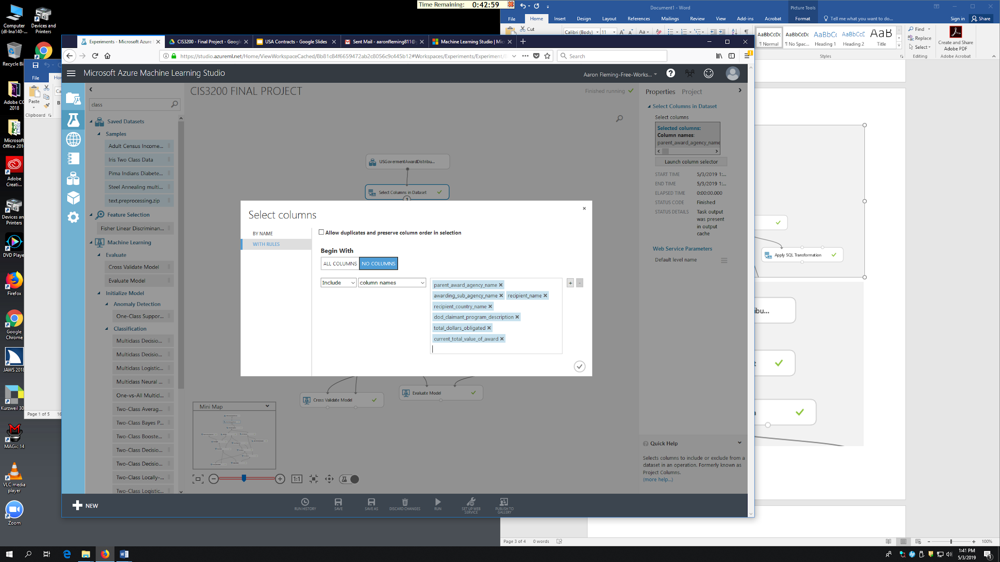 Time Remaining: 0:42:59
Computer
(dl-lna140-...
Devices and
Printers
Recycle Bi
Adobe CC
2018
Microsoft
Office 201
Adobe
Creati...
Devices an
Printers
DVD Playe
Firefox
Google
Chrome
JAWS 2018
Kurzweil 30
MAGic 14
VLC media
player
Zoom
File
Paste
Clipboard
B
Page 1 of 5
Document1 - Word
Picture Tools
File Home Insert Design Layout References Mailings Review View Add-ins Acrobat Format Tell me what you want to do... Sign in Share
Cut
Calibri (Body) 11
AaBbCcDc AaBbCcDc AaBbCc AaBbCcE AaB
¶ Normal ¶ No Spac... Heading 1 Heading 2 Title
Styles
Find
Replace
Select
Editing
Create and Share
Adobe PDF
Adobe Acrobat
Experiments - Microsoft Azure
CIS3200 - Final Project - Google
USA Contracts - Google Slides
Sent Mail - aaronfleming811@
Machine Learning Studio | Mic
https://studio.azureml.net/Home/ViewWorkspaceCached/8b81c84f6659472ab2c8056c9c445b12#Workspaces/Experiments/Experiment/
Search
Microsoft Azure Machine Learning Studio
Aaron Fleming-Free-Works...
class
Saved Datasets
Samples
Adult Census Income...
Iris Two Class Data
Pima Indians Diabete...
Steel Annealing multi...
text.preprocessing.zip
Feature Selection
Fisher Linear Discriminan...
Machine Learning
Evaluate
Cross Validate Model
Evaluate Model
Initialize Model
Anomaly Detection
One-Class Suppor...
Classification
Multiclass Decisio...
Multiclass Decisio...
Multiclass Logistic...
Multiclass Neural ...
One-vs-All Multicl...
Two-Class Averag...
Two-Class Bayes P...
Two-Class Booste...
Two-Class Decisio...
Two-Class Decisio...
Two-Class Locally-...
Two-Class Logistic...
CIS3200 FINAL PROJECT
Finished running
USGovermentAwardDistribu...
Select Columns in Dataset
1
Select columns
BY NAME
WITH RULES
Allow duplicates and preserve column order in selection
Begin With
ALL COLUMNS NO COLUMNS
Include column names
parent_award_agency_name
awarding_sub_agency_name recipient_name
recipient_country_name
dod_claimant_program_description
total_dollars_obligated
current_total_value_of_award
+ -
Cross Validate Model
Evaluate Model
Mini Map
1:1
Properties Project
Select Columns in Dataset
Select columns
Selected columns:
Column names:
parent_award_agency_name
Launch column selector
START TIME 5/3/2019 1:...
END TIME 5/3/2019 1:...
ELAPSED TIME 0:00:00.000
STATUS CODE Finished
STATUS DETAILS Task output
was present
in output
cache
Web Service Parameters
Default level name
Quick Help
Selects columns to include or exclude from a
dataset in an operation. Formerly known as
Project Columns.
(more help...)
NEW
RUN HISTORY
SAVE
SAVE AS
DISCARD CHANGES
RUN
SET UP WEB
SERVICE
PUBLISH TO
GALLERY
Apply SQL Transformation
ibu...
Page 3 of 4 0 words
100%
1:41 PM
5/3/2019
1